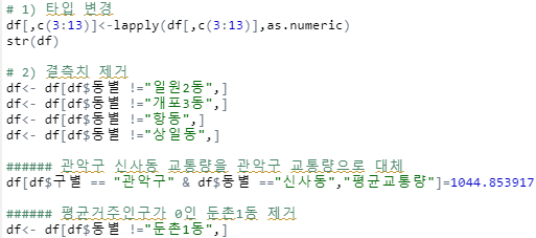 # 1) 타입 변경
df[,c(3:13)]<-lapply(df[,c(3:13)],as.numeric)
str(df)
# 2) 결측치 제거
df<- df[df$동별 !="일원2동",]
df<- df[df$동별 !="개포3동",]
df<- df[df$동별 !="항동",]
df<- df[df$동별 !="상일동",]
###### 관악구 신사동 교통량을 관악구 교통량으로 대체
df[df$구별 == "관악구" & df$동별 =="신사동","평균교통량"]=1044.853917
###### 평균거주인구가 0인 둔촌1동 제거
df<- df[df$동별 !="둔촌1동",]